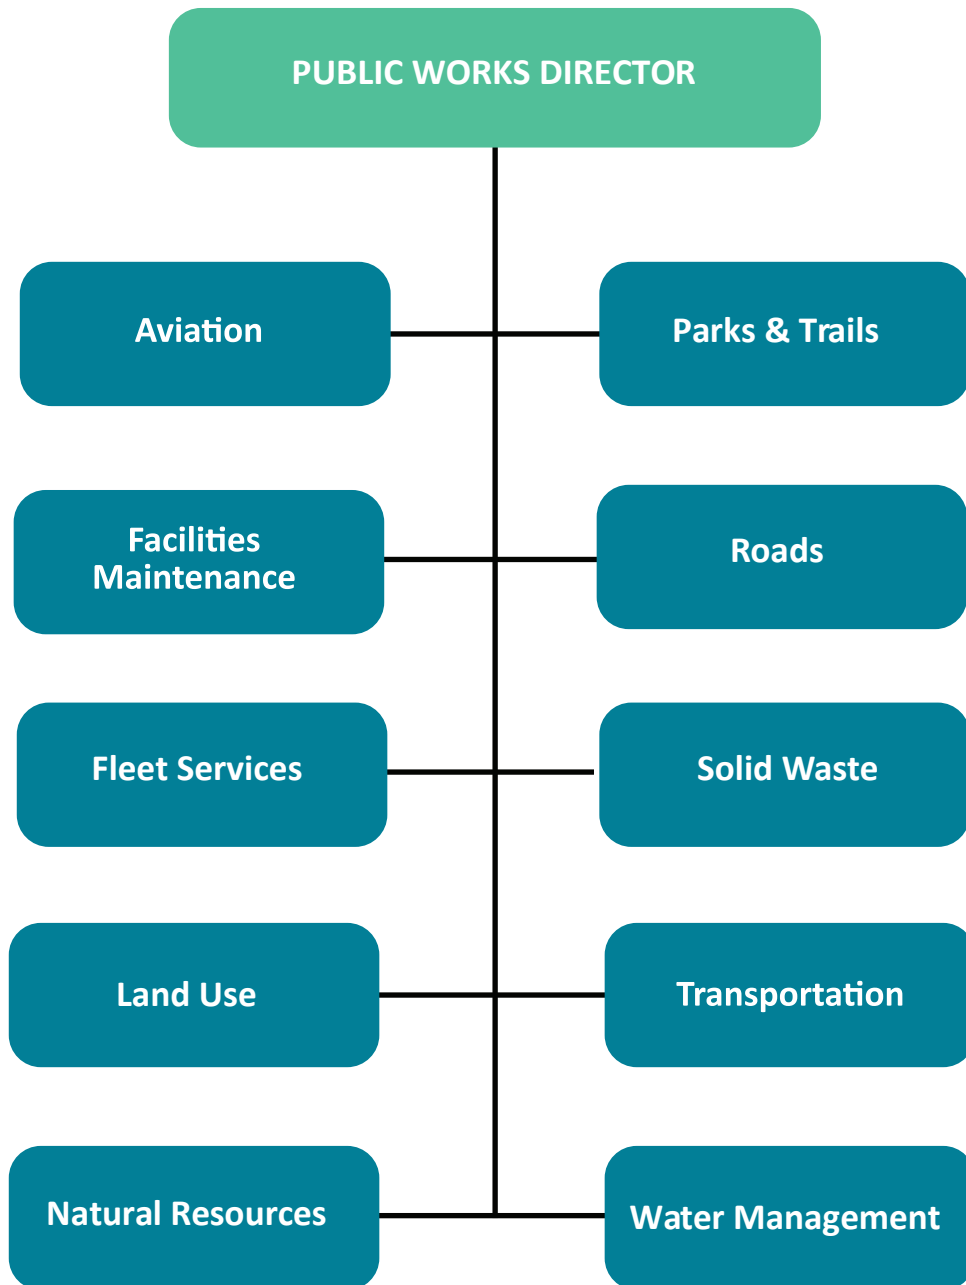 PUBLIC WORKS DIRECTOR
Aviation
Parks & Trails
Facilities
Maintenance
Roads
Fleet Services
Solid Waste
Land Use
Transportation
Natural Resources
Water Management